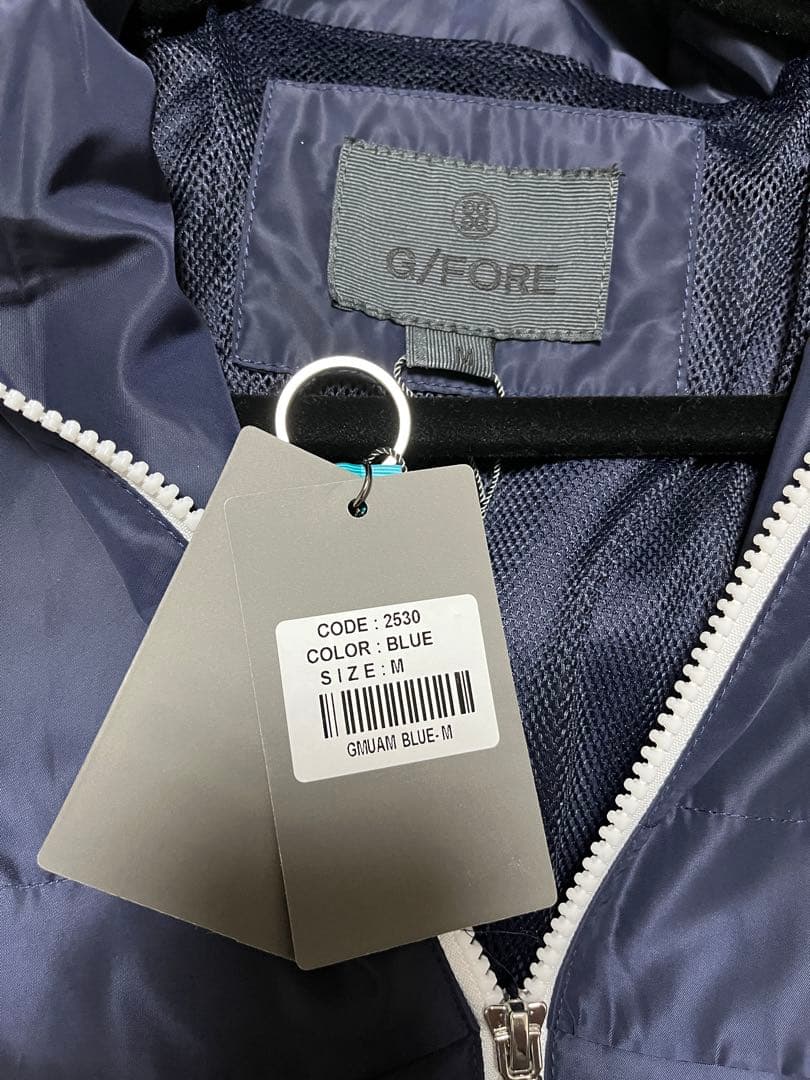 G/FORE
M
CODE : 2530
COLOR : BLUE
SIZE : M
GMUAM BLUE-M